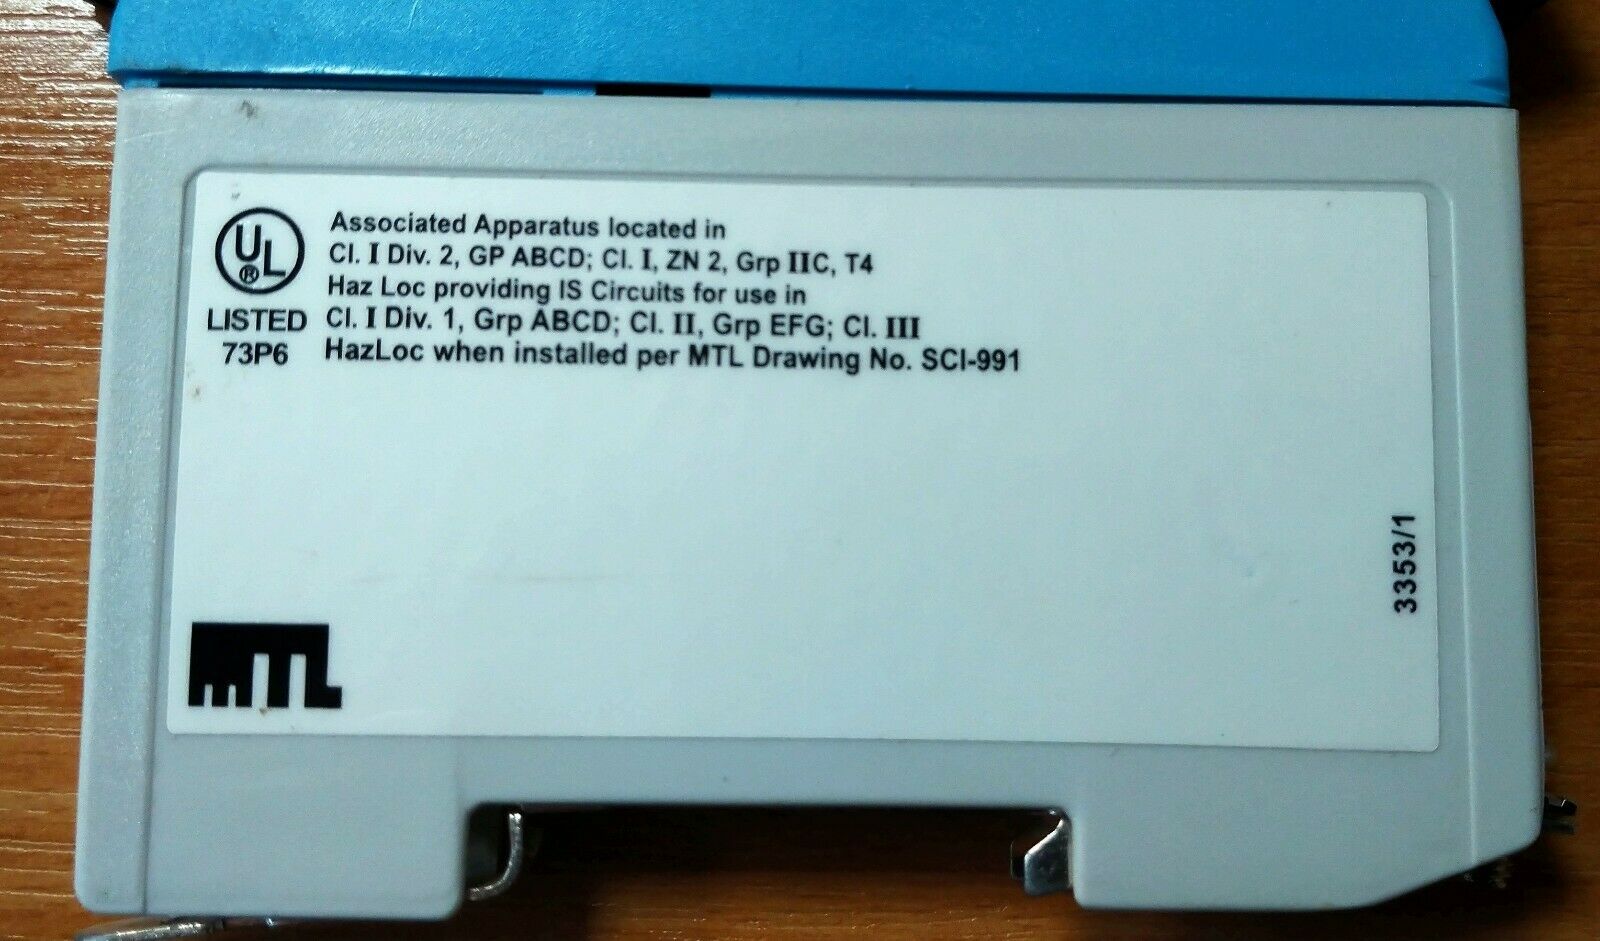 UL
®
LISTED
73P6
Associated Apparatus located in
Cl. I Div. 2, GP ABCD; Cl. I, ZN 2, Grp IIC, T4
Haz Loc providing IS Circuits for use in
Cl. I Div. 1, Grp ABCD; Cl. II, Grp EFG; Cl. III
HazLoc when installed per MTL Drawing No. SCI-991
3353/1
MTL